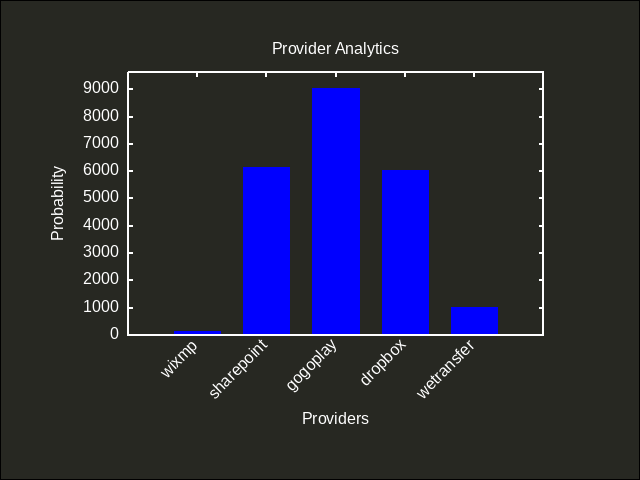 Provider Analytics
9000
8000
7000
6000
5000
4000
3000
2000
1000
0
Probability
wixmp
sharepoint
gogoplay
dropbox
wetransfer
Providers